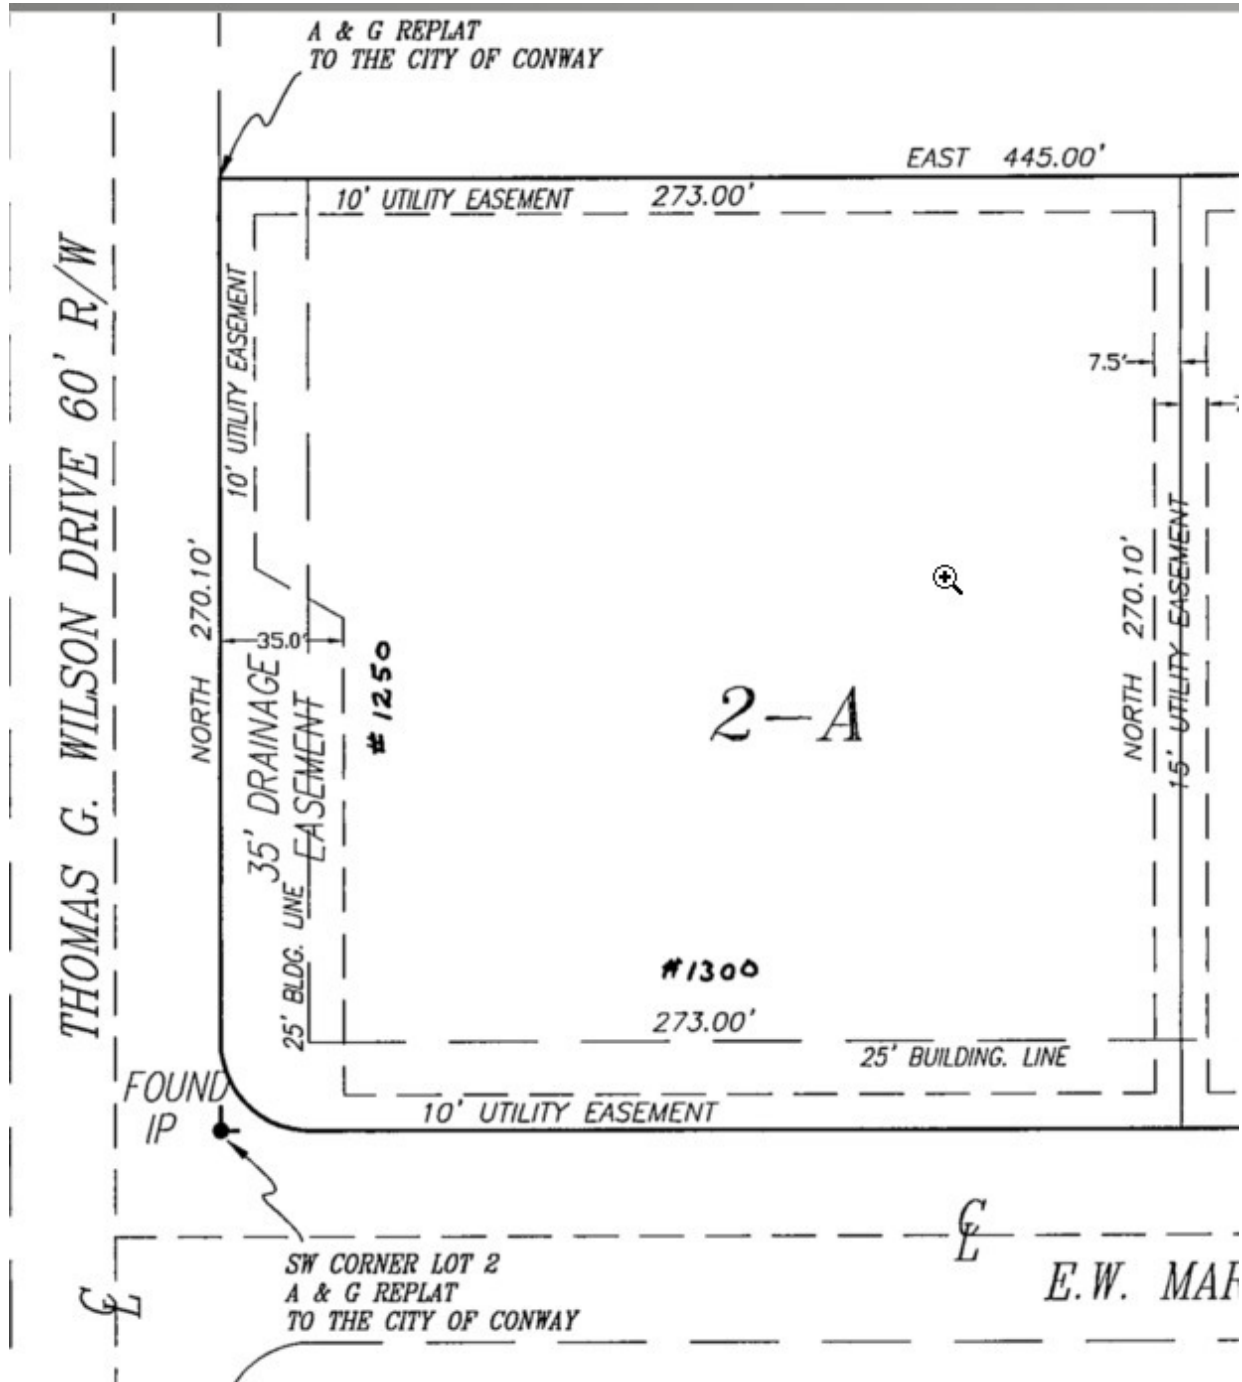 A & G REPLAT
TO THE CITY OF CONWAY
EAST 445.00'
10' UTILITY EASEMENT 273.00'
THOMAS G. WILSON DRIVE 60' R/W
10' UTILITY EASEMENT
7.5'
NORTH 270.10'
35.0'
35' DRAINAGE
EASEMENT
# 1250
2-A
NORTH 270.10'
15' UTILITY EASEMENT
25' BLDG. LINE
#1300
273.00'
25' BUILDING. LINE
10' UTILITY EASEMENT
FOUND
IP
SW CORNER LOT 2
A & G REPLAT
TO THE CITY OF CONWAY
CL
E.W.
CL